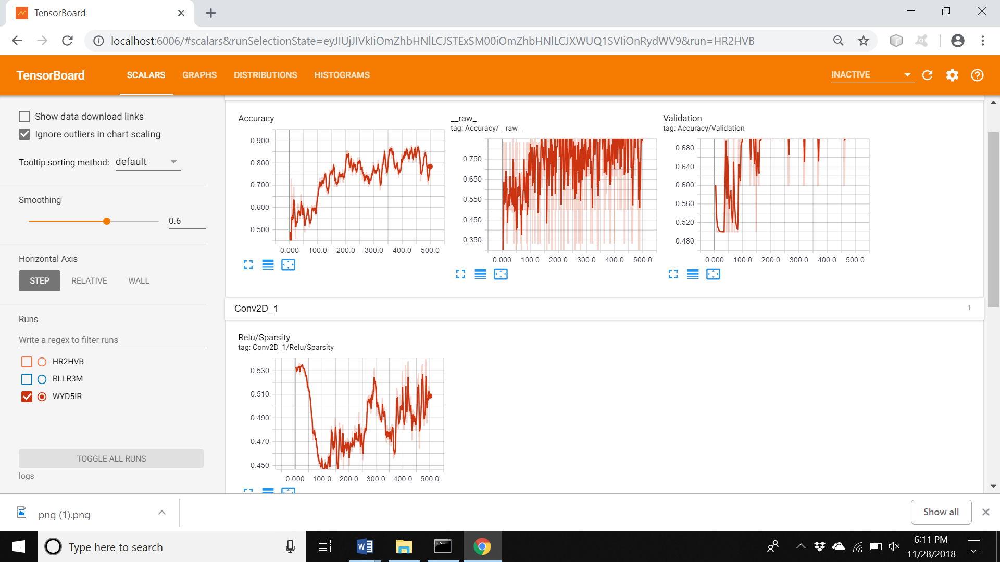 TensorBoard
localhost:6006/#scalars&runSelectionState=eyJIUjJIVkIiOmZhbHNlLCJSTExSM00iOmZhbHNlLCJXWUQ1SVIiOnRydWV9&run=HR2HVB
TensorBoard SCALARS GRAPHS DISTRIBUTIONS HISTOGRAMS INACTIVE
Show data download links
Ignore outliers in chart scaling
Tooltip sorting method: default
Smoothing
0.6
Horizontal Axis
STEP RELATIVE WALL
Runs
Write a regex to filter runs
HR2HVB
RLLR3M
WYD5IR
TOGGLE ALL RUNS
logs
Accuracy
0.900
0.800
0.700
0.600
0.500
0.000 100.0 200.0 300.0 400.0 500.0
__raw_
tag: Accuracy/__raw_
0.750
0.650
0.550
0.450
0.350
0.000 100.0 200.0 300.0 400.0 500.0
Validation
tag: Accuracy/Validation
0.680
0.640
0.600
0.560
0.520
0.480
0.000 100.0 200.0 300.0 400.0 500.0
Conv2D_1 1
Relu/Sparsity
tag: Conv2D_1/Relu/Sparsity
0.530
0.510
0.490
0.470
0.450
0.000 100.0 200.0 300.0 400.0 500.0
png (1).png
Show all
Type here to search
6:11 PM
11/28/2018